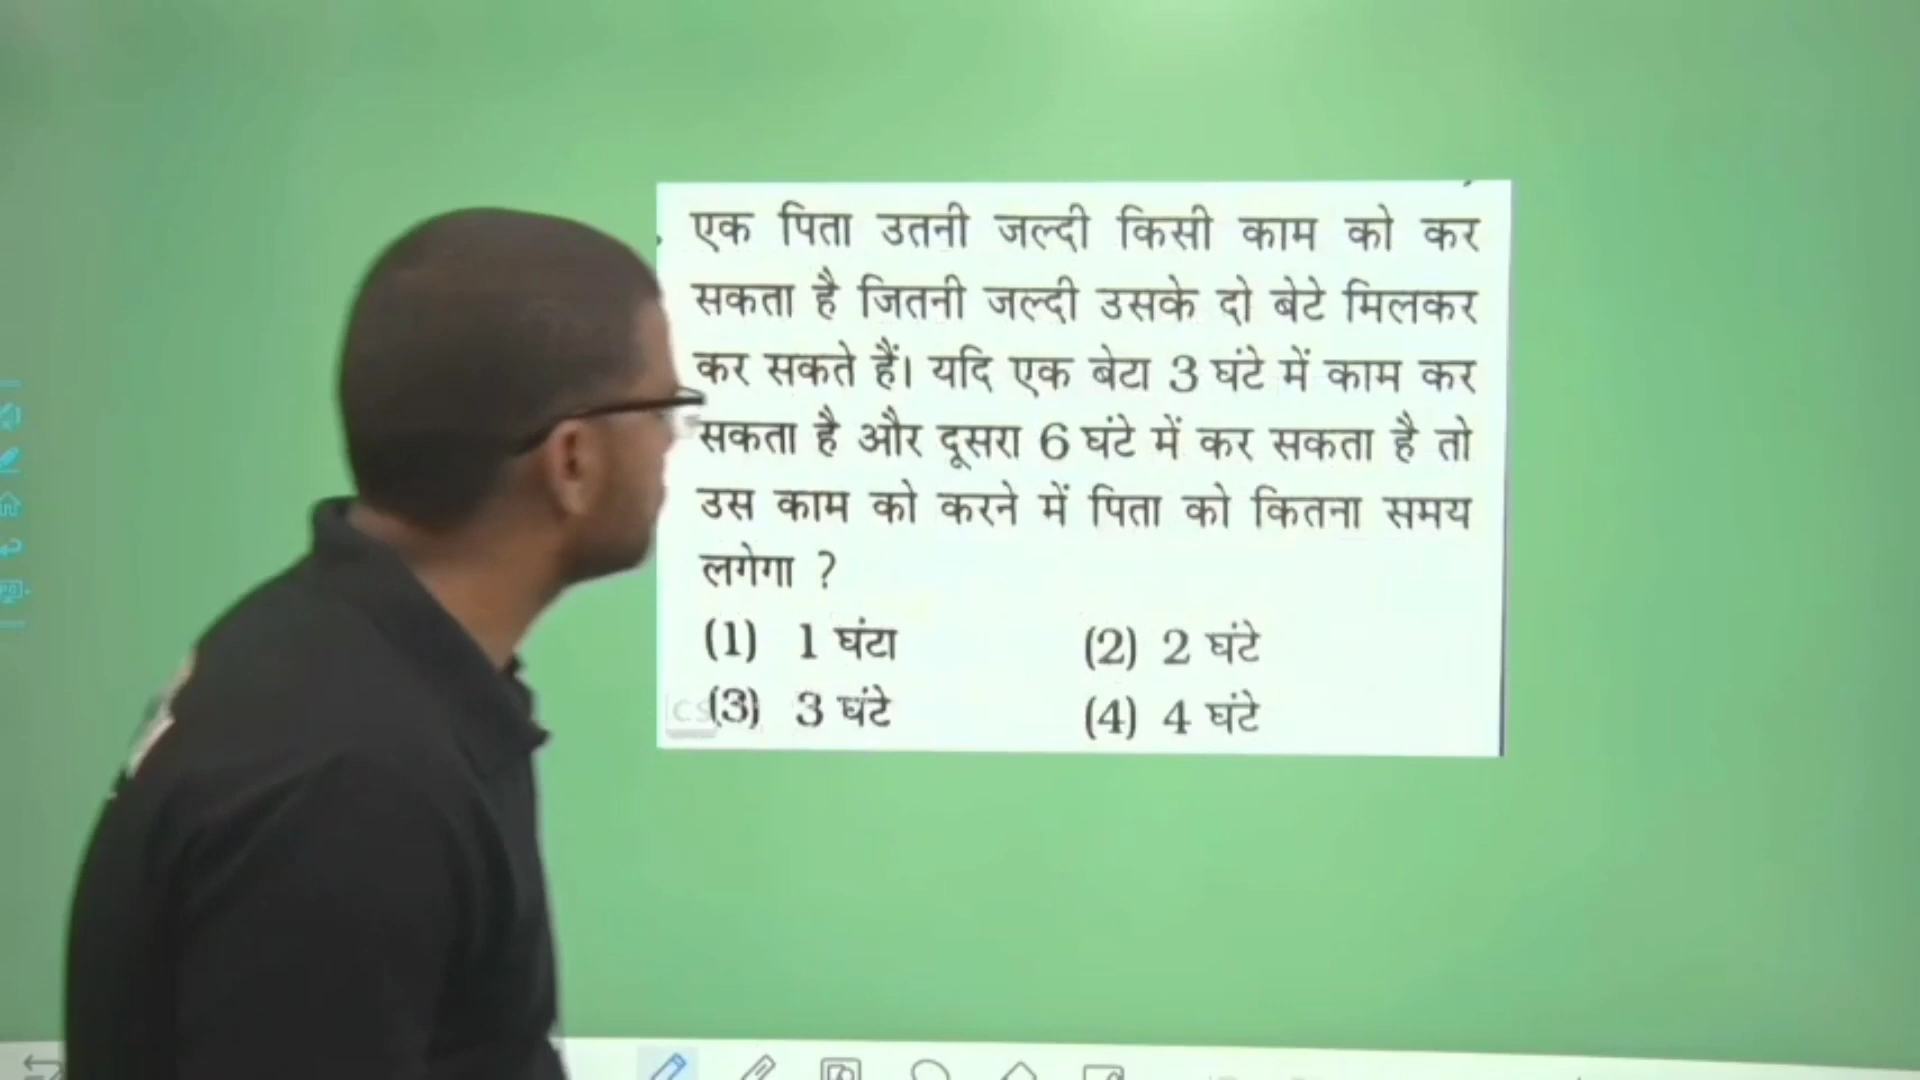 एक पिता उतनी जल्दी किसी काम को कर
सकता है जितनी जल्दी उसके दो बेटे मिलकर
कर सकते हैं। यदि एक बेटा 3 घंटे में काम कर
सकता है और दूसरा 6 घंटे में कर सकता है तो
उस काम को करने में पिता को कितना समय
लगेगा ?
(1) 1 घंटा (2) 2 घंटे
(3) 3 घंटे (4) 4 घंटे